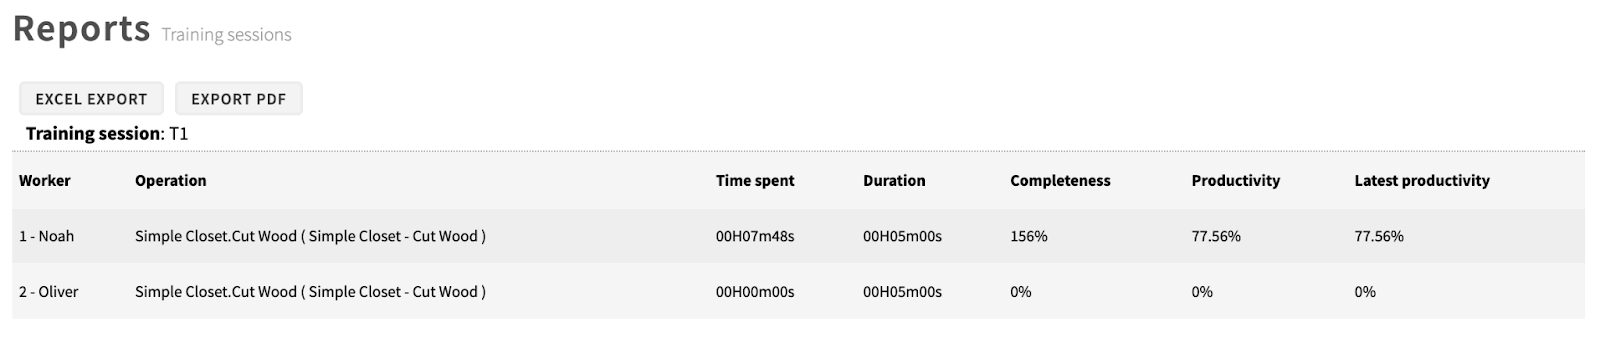 Reports Training sessions
EXCEL EXPORT EXPORT PDF
Training session: T1
Worker Operation Time spent Duration Completeness Productivity Latest productivity
1 - Noah Simple Closet.Cut Wood ( Simple Closet - Cut Wood ) 00H07m48s 00H05m00s 156% 77.56% 77.56%
2 - Oliver Simple Closet.Cut Wood ( Simple Closet - Cut Wood ) 00H00m00s 00H05m00s 0% 0% 0%